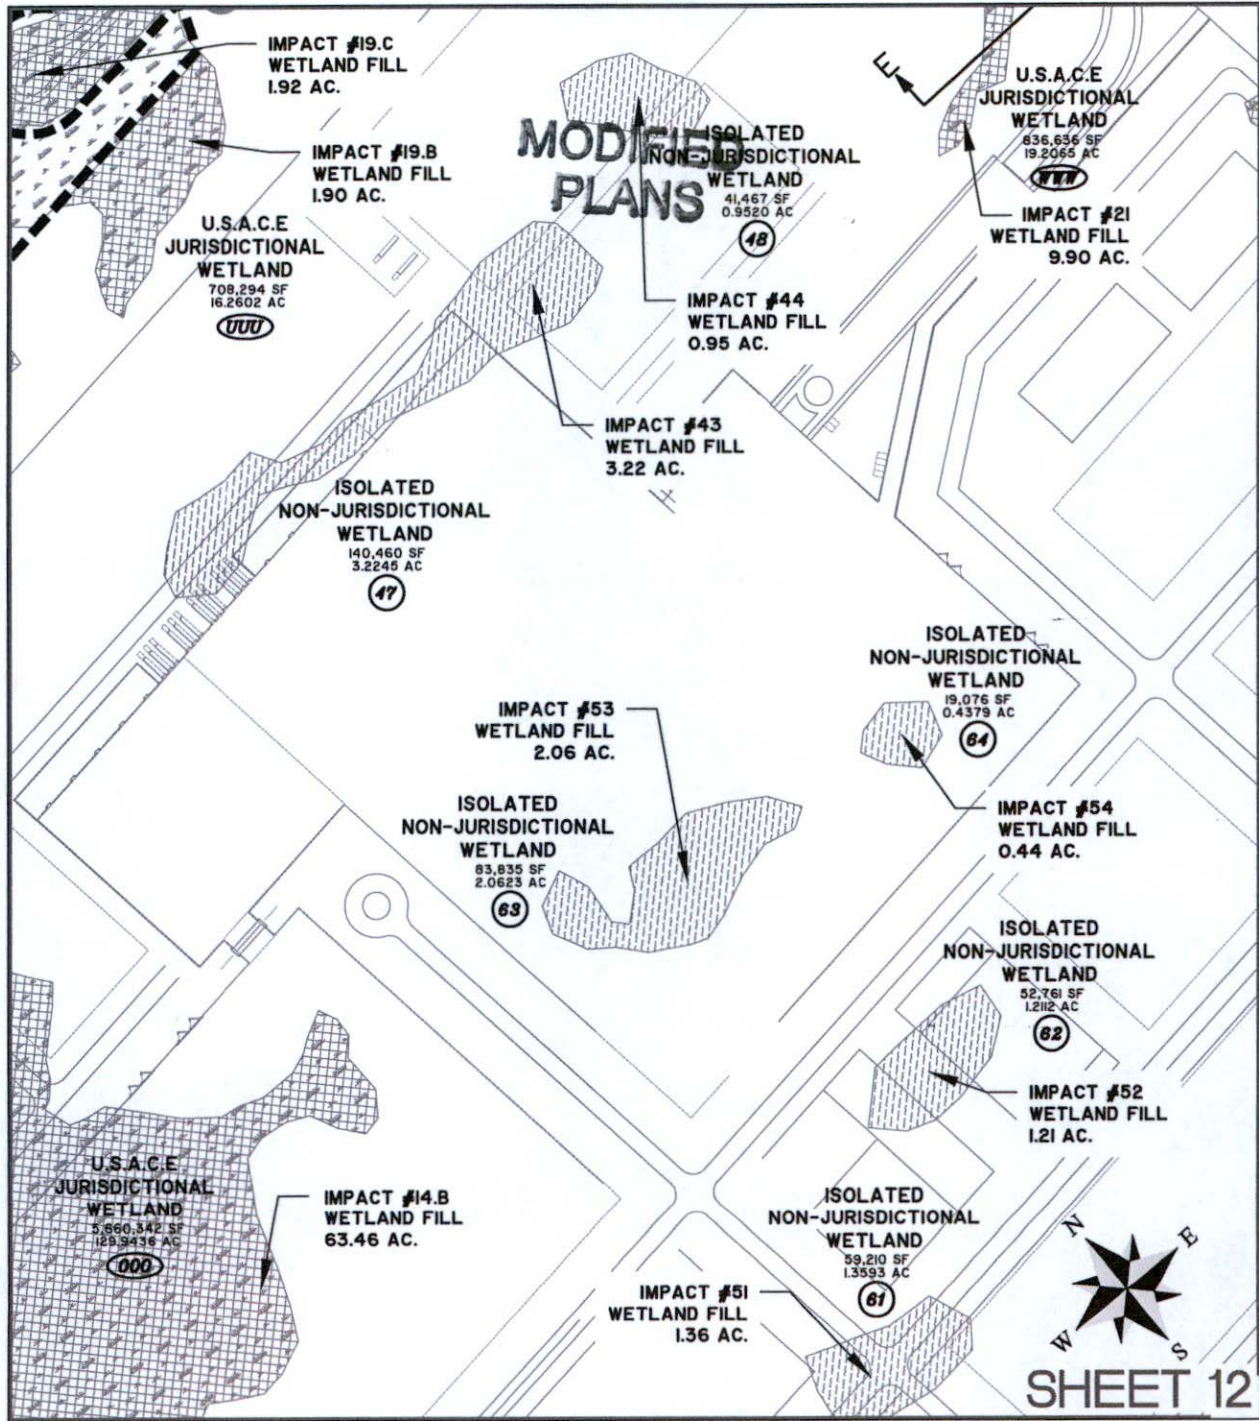 IMPACT #19.C
WETLAND FILL
1.92 AC.
IMPACT #19.B
WETLAND FILL
1.90 AC.
U.S.A.C.E
JURISDICTIONAL
WETLAND
708,294 SF
16.2602 AC
UUU
MODIFIED
PLANS
ISOLATED
NON-JURISDICTIONAL
WETLAND
41,467 SF
0.9520 AC
48
E
U.S.A.C.E
JURISDICTIONAL
WETLAND
836,636 SF
19.2065 AC
WWW
IMPACT #21
WETLAND FILL
9.90 AC.
IMPACT #44
WETLAND FILL
0.95 AC.
IMPACT #43
WETLAND FILL
3.22 AC.
ISOLATED
NON-JURISDICTIONAL
WETLAND
140,460 SF
3.2245 AC
47
ISOLATED
NON-JURISDICTIONAL
WETLAND
19,076 SF
0.4379 AC
64
IMPACT #53
WETLAND FILL
2.06 AC.
ISOLATED
NON-JURISDICTIONAL
WETLAND
83,835 SF
2.0623 AC
63
IMPACT #54
WETLAND FILL
0.44 AC.
ISOLATED
NON-JURISDICTIONAL
WETLAND
52,761 SF
1.2112 AC
62
IMPACT #52
WETLAND FILL
1.21 AC.
U.S.A.C.E
JURISDICTIONAL
WETLAND
5,660,342 SF
129.9436 AC
OOO
IMPACT #14.B
WETLAND FILL
63.46 AC.
ISOLATED
NON-JURISDICTIONAL
WETLAND
59,210 SF
1.3593 AC
61
IMPACT #51
WETLAND FILL
1.36 AC.
N
E
W
S
SHEET 12